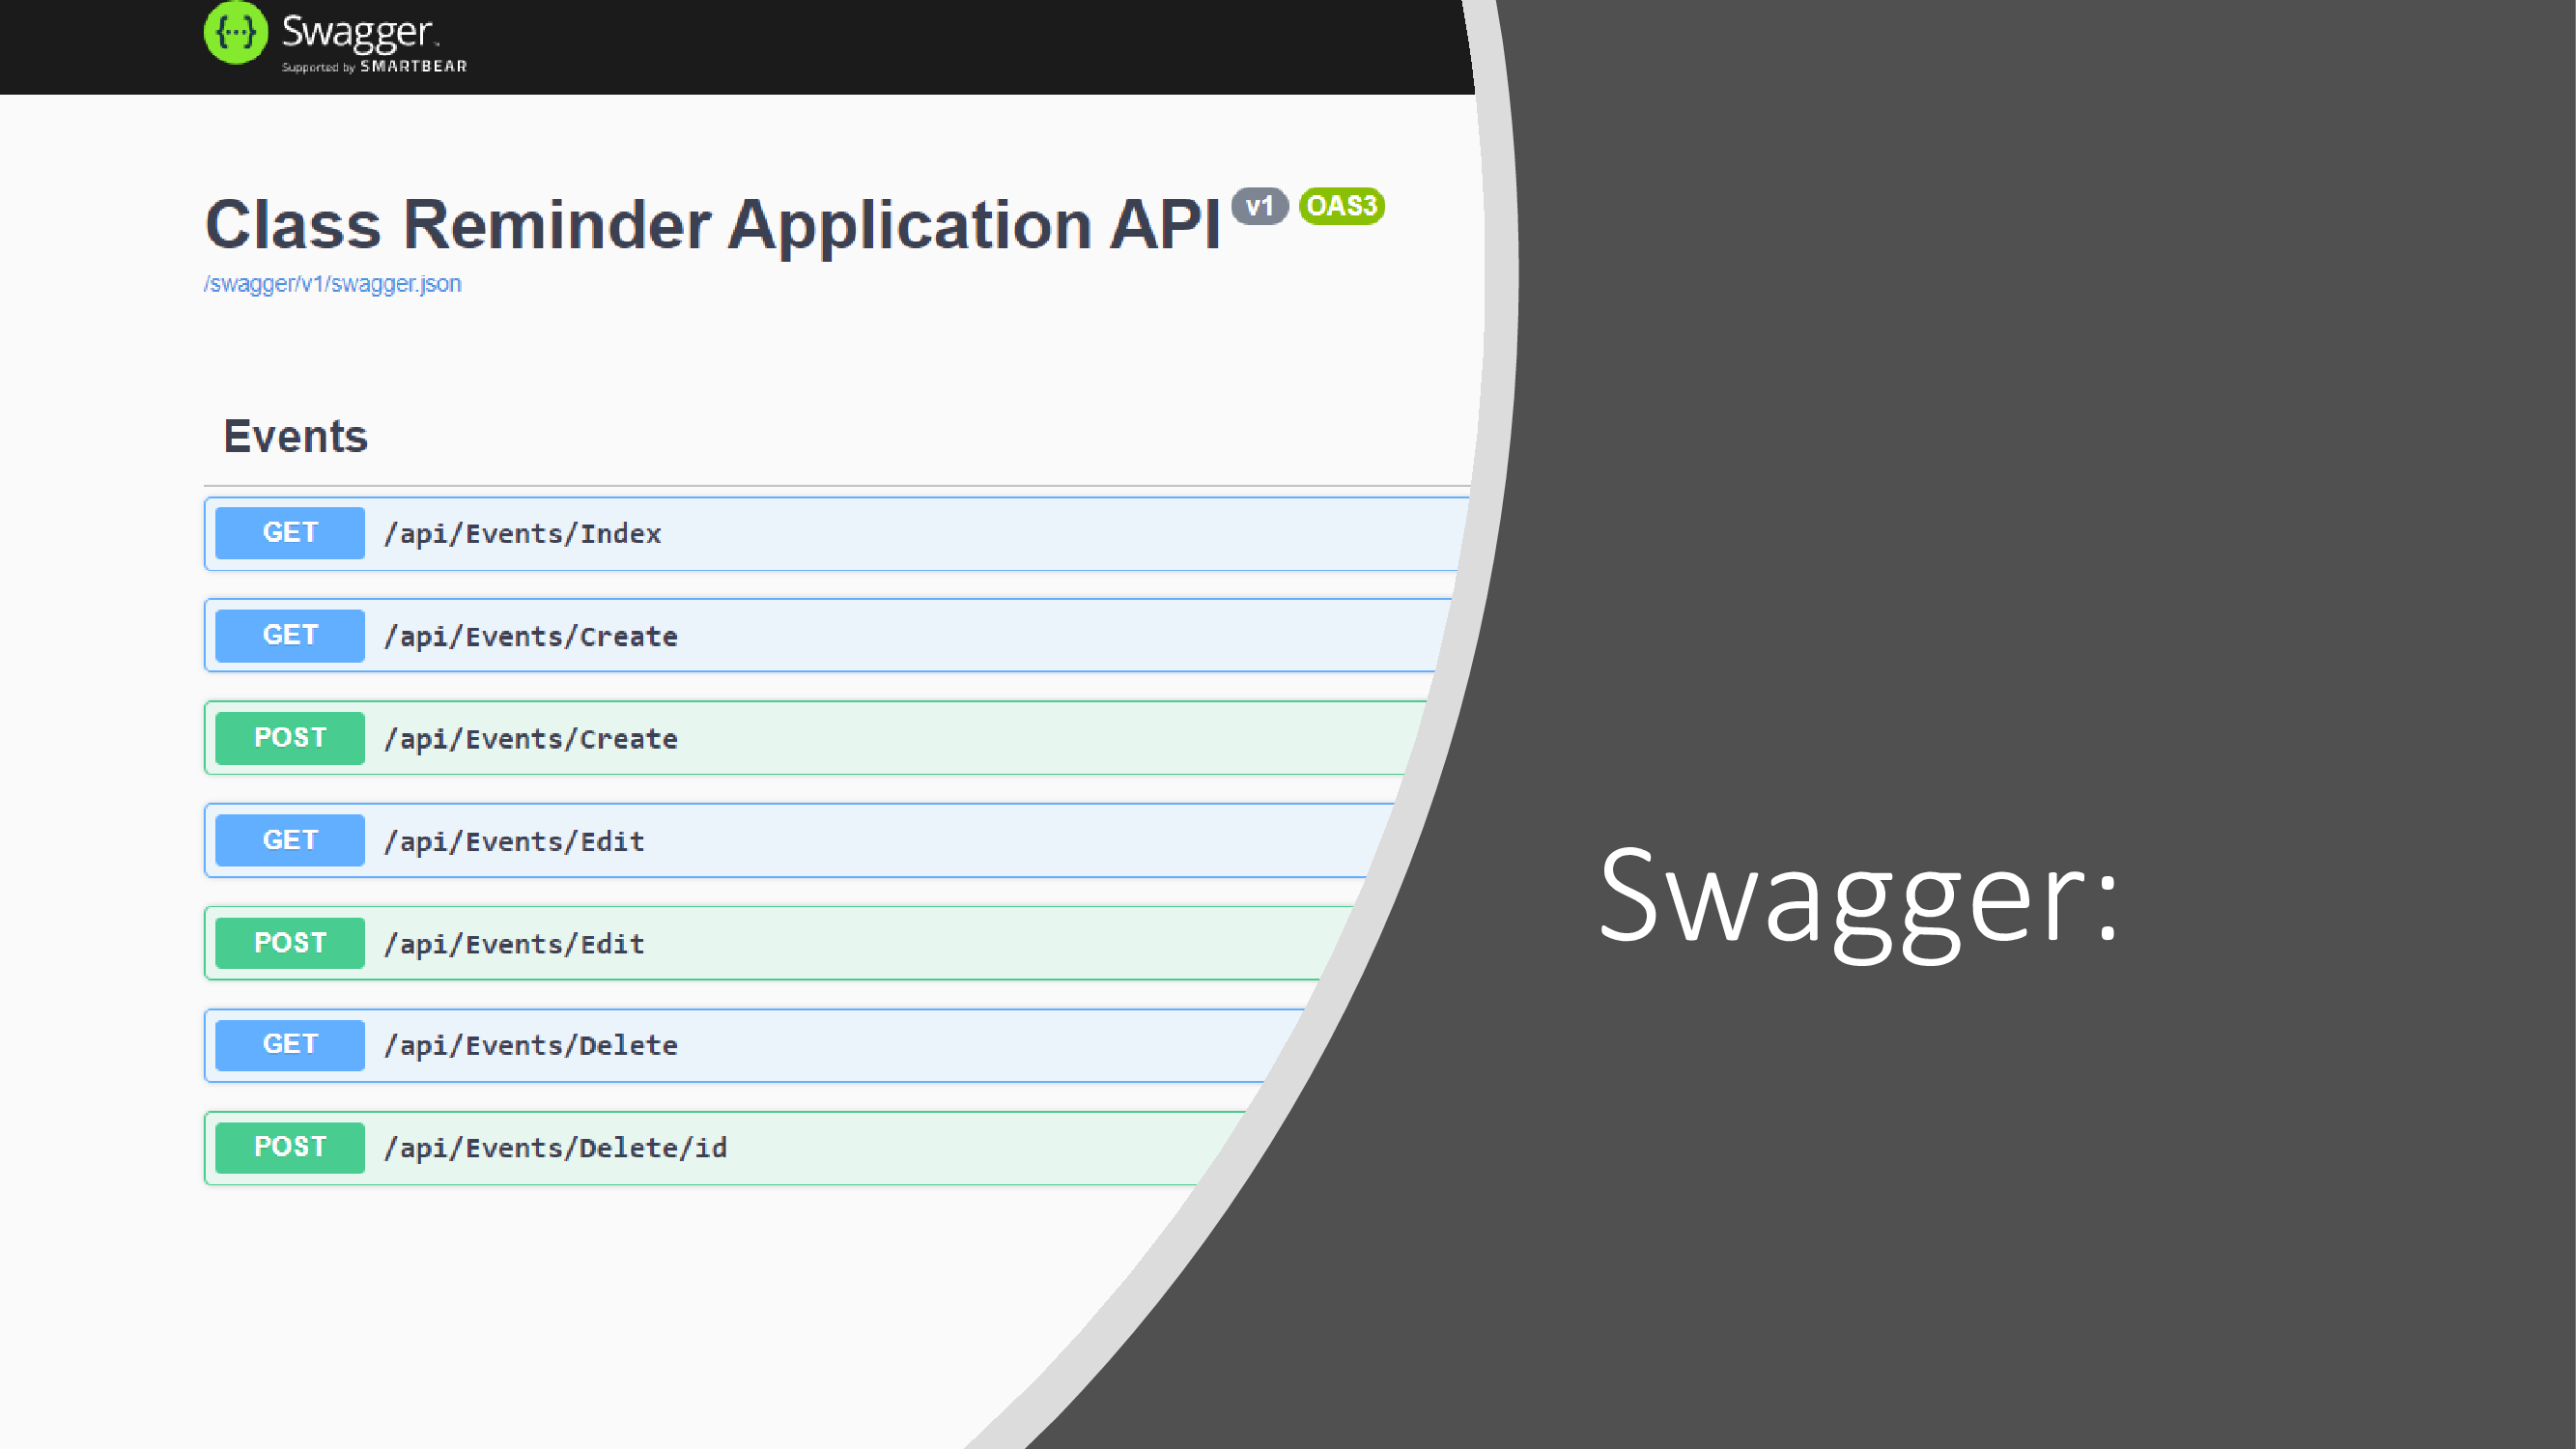 Swagger
Supported by SMARTBEAR
Class Reminder Application API v1 OAS3
/swagger/v1/swagger.json
Events
GET /api/Events/Index
GET /api/Events/Create
POST /api/Events/Create
GET /api/Events/Edit
POST /api/Events/Edit
GET /api/Events/Delete
POST /api/Events/Delete/id
Swagger: